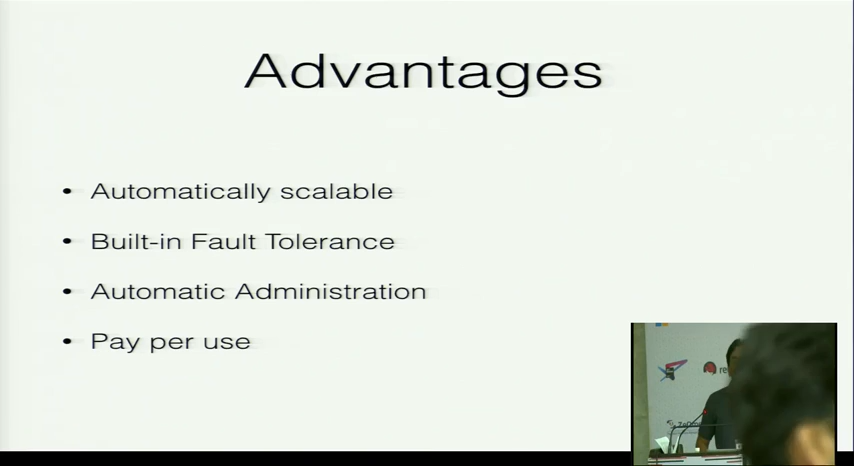 Advantages
• Automatically scalable
• Built-in Fault Tolerance
• Automatic Administration
• Pay per use